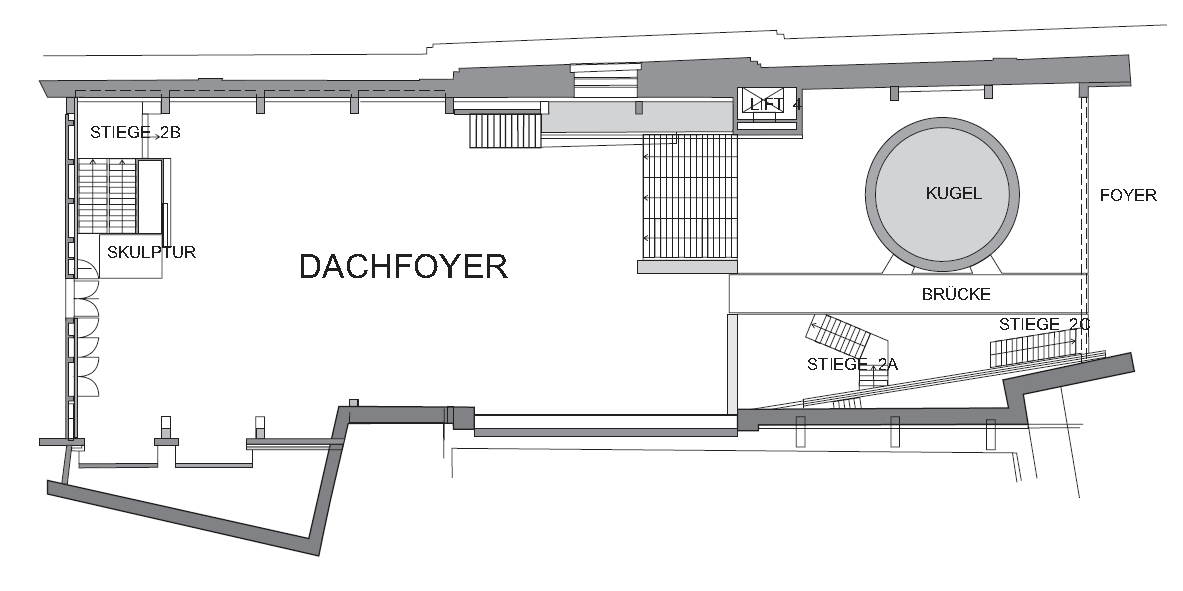 LIFT 4
STIEGE 2B
KUGEL
FOYER
SKULPTUR
DACHFOYER
BRÜCKE
STIEGE 2C
STIEGE 2A